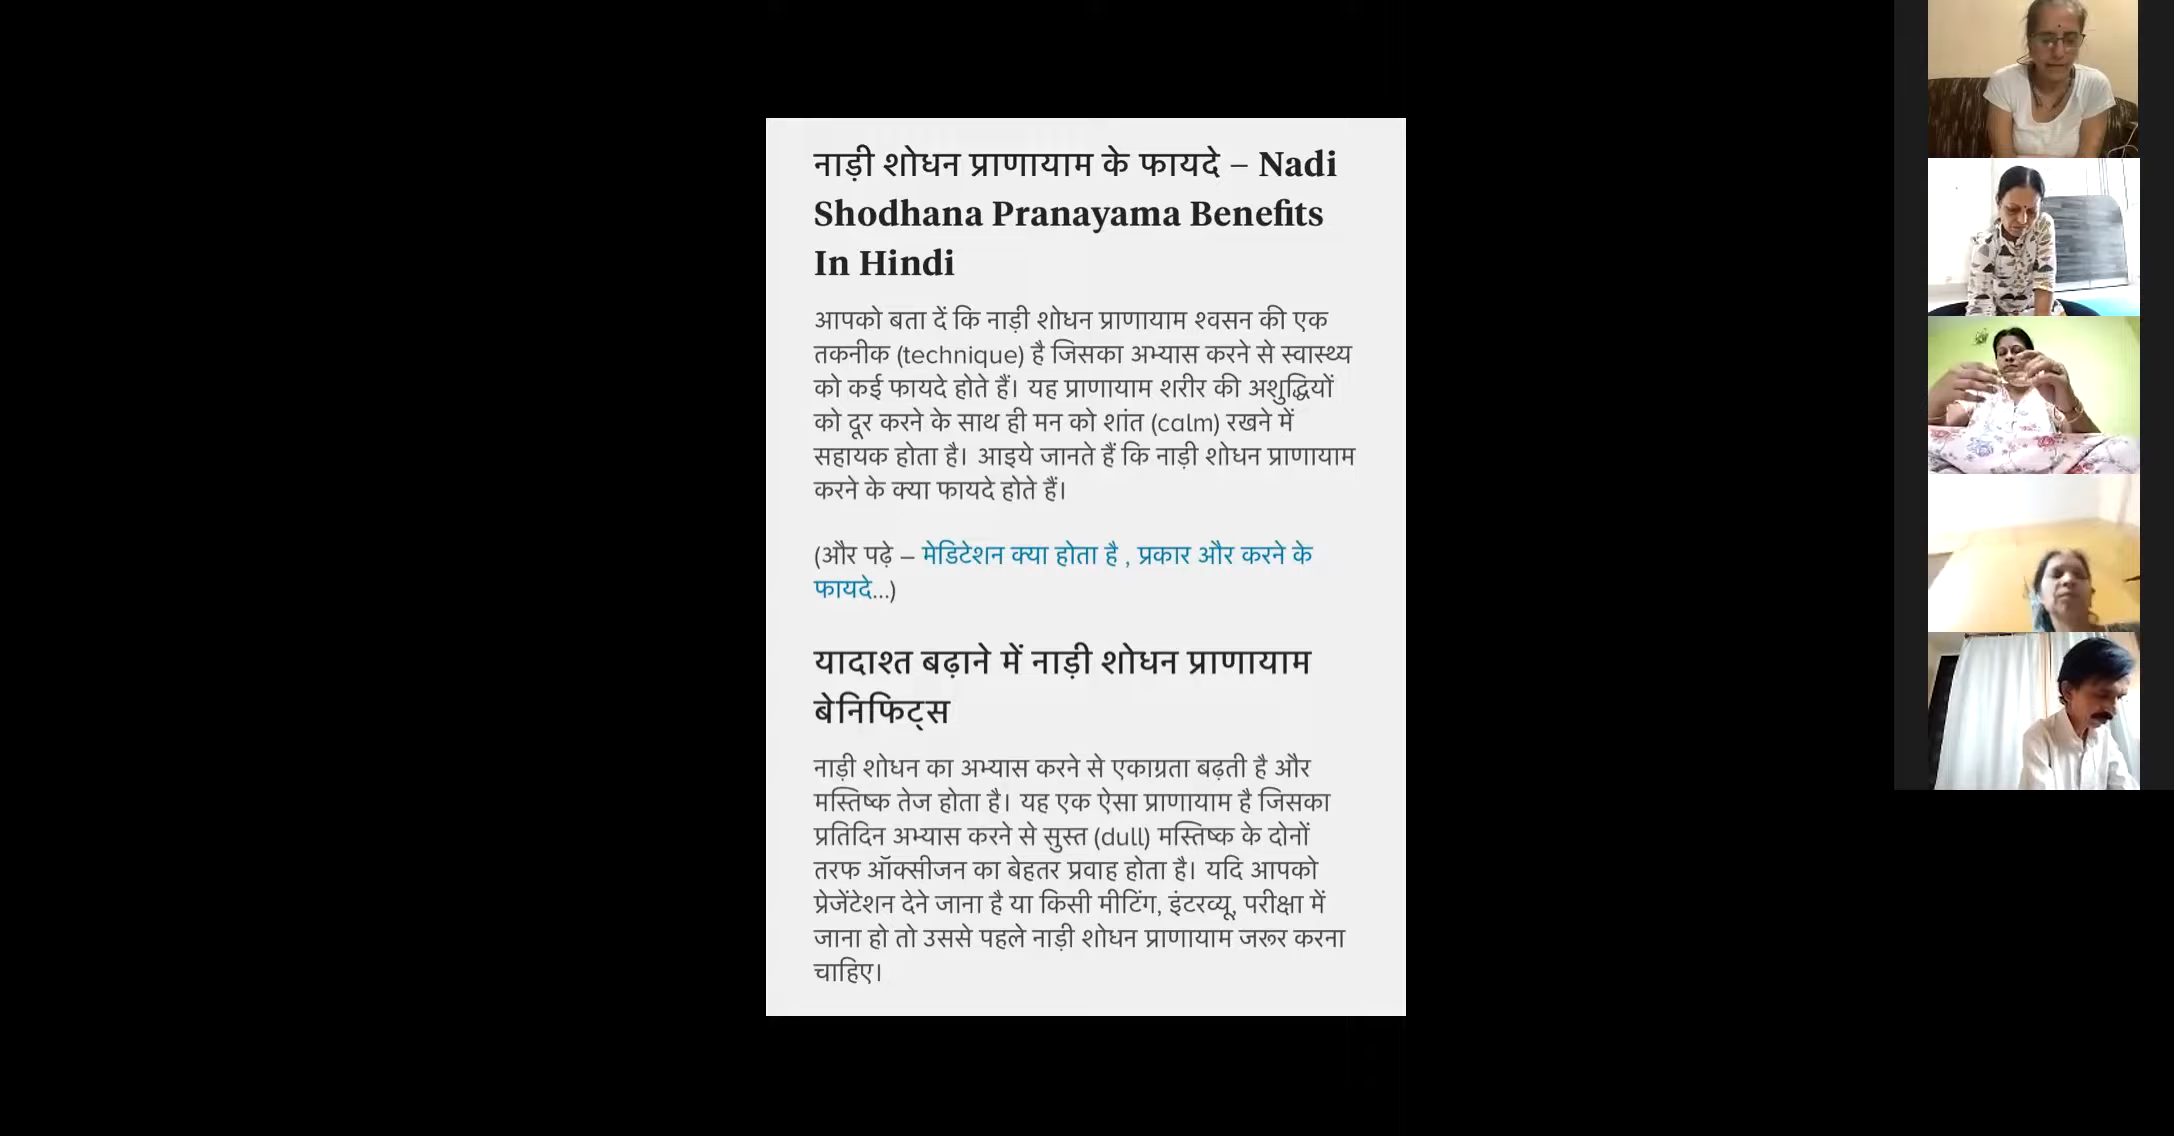 नाड़ी शोधन प्राणायाम के फायदे – Nadi
Shodhana Pranayama Benefits
In Hindi
आपको बता दें कि नाड़ी शोधन प्राणायाम श्वसन की एक
तकनीक (technique) है जिसका अभ्यास करने से स्वास्थ्य
को कई फायदे होते हैं। यह प्राणायाम शरीर की अशुद्धियों
को दूर करने के साथ ही मन को शांत (calm) रखने में
सहायक होता है। आइये जानते हैं कि नाड़ी शोधन प्राणायाम
करने के क्या फायदे होते हैं।
(और पढ़े – मेडिटेशन क्या होता है , प्रकार और करने के
फायदे...)
यादाश्त बढ़ाने में नाड़ी शोधन प्राणायाम
बेनिफिट्स
नाड़ी शोधन का अभ्यास करने से एकाग्रता बढ़ती है और
मस्तिष्क तेज होता है। यह एक ऐसा प्राणायाम है जिसका
प्रतिदिन अभ्यास करने से सुस्त (dull) मस्तिष्क के दोनों
तरफ ऑक्सीजन का बेहतर प्रवाह होता है। यदि आपको
प्रेजेंटेशन देने जाना है या किसी मीटिंग, इंटरव्यू, परीक्षा में
जाना हो तो उससे पहले नाड़ी शोधन प्राणायाम जरूर करना
चाहिए।